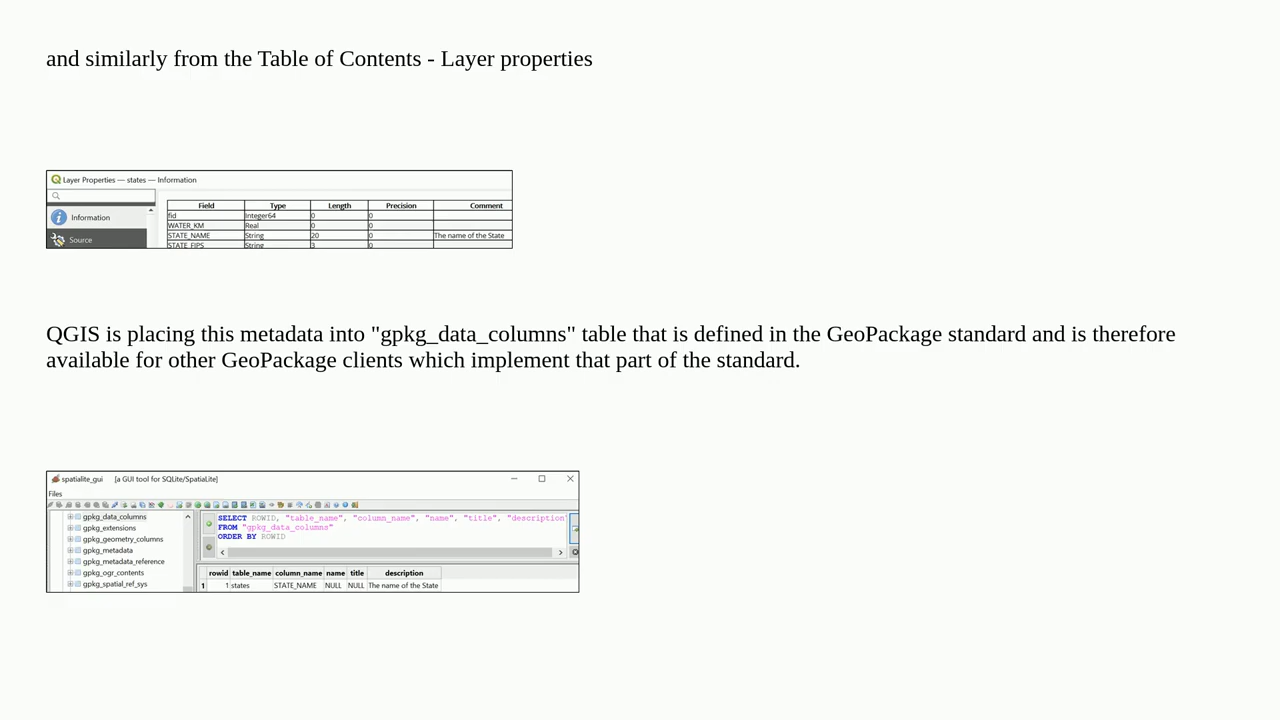 and similarly from the Table of Contents - Layer properties
Layer Properties — states — Information
Field Type Length Precision Comment
fid Integer64 0 0
Information
WATER_KM Real 0 0
STATE_NAME String 20 0 The name of the State
Source
STATE_FIPS String 3 0
QGIS is placing this metadata into "gpkg_data_columns" table that is defined in the GeoPackage standard and is therefore
available for other GeoPackage clients which implement that part of the standard.
spatialite_gui [a GUI tool for SQLite/SpatiaLite]
Files
gpkg_data_columns
gpkg_extensions
gpkg_geometry_columns
gpkg_metadata
gpkg_metadata_reference
gpkg_ogr_contents
gpkg_spatial_ref_sys
SELECT ROWID, "table_name", "column_name", "name", "title", "description"
FROM "gpkg_data_columns"
ORDER BY ROWID
rowid table_name column_name name title description
1 1 states STATE_NAME NULL NULL The name of the State